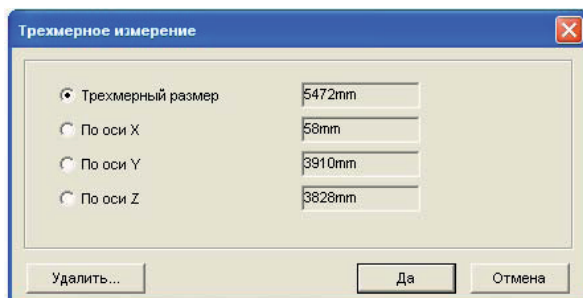 Трехмерное измерение
Трехмерный размер 5472mm
По оси X 58mm
По оси Y 3910mm
По оси Z 3828mm
Удалить... Да Отмена